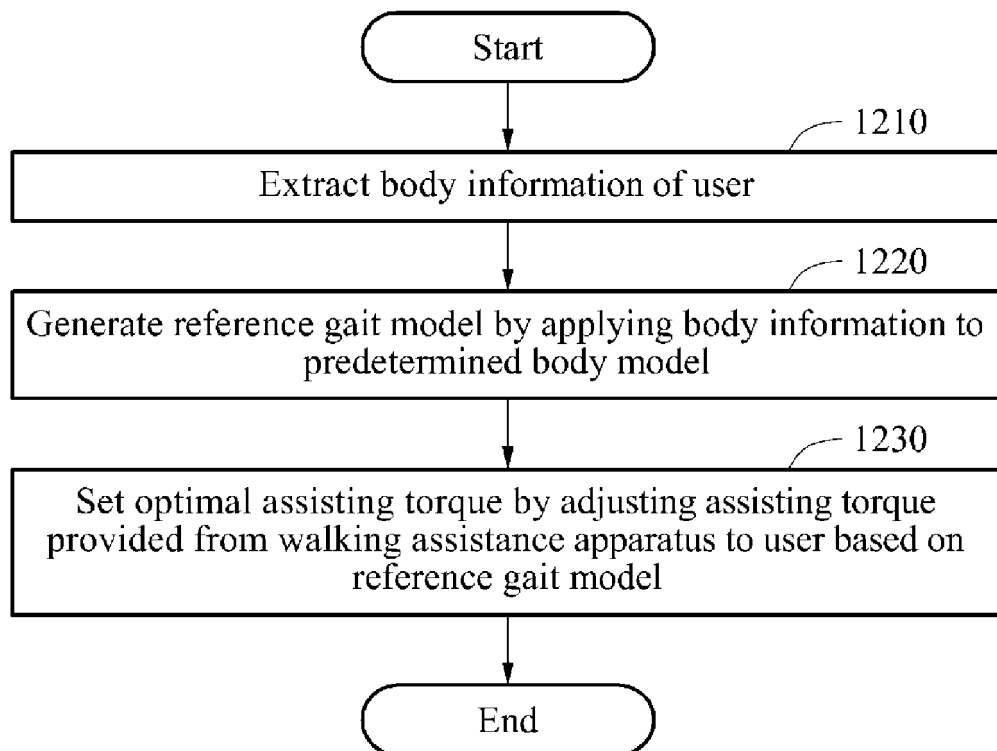 Start
1210
Extract body information of user
1220
Generate reference gait model by applying body information to
predetermined body model
1230
Set optimal assisting torque by adjusting assisting torque
provided from walking assistance apparatus to user based on
reference gait model
End